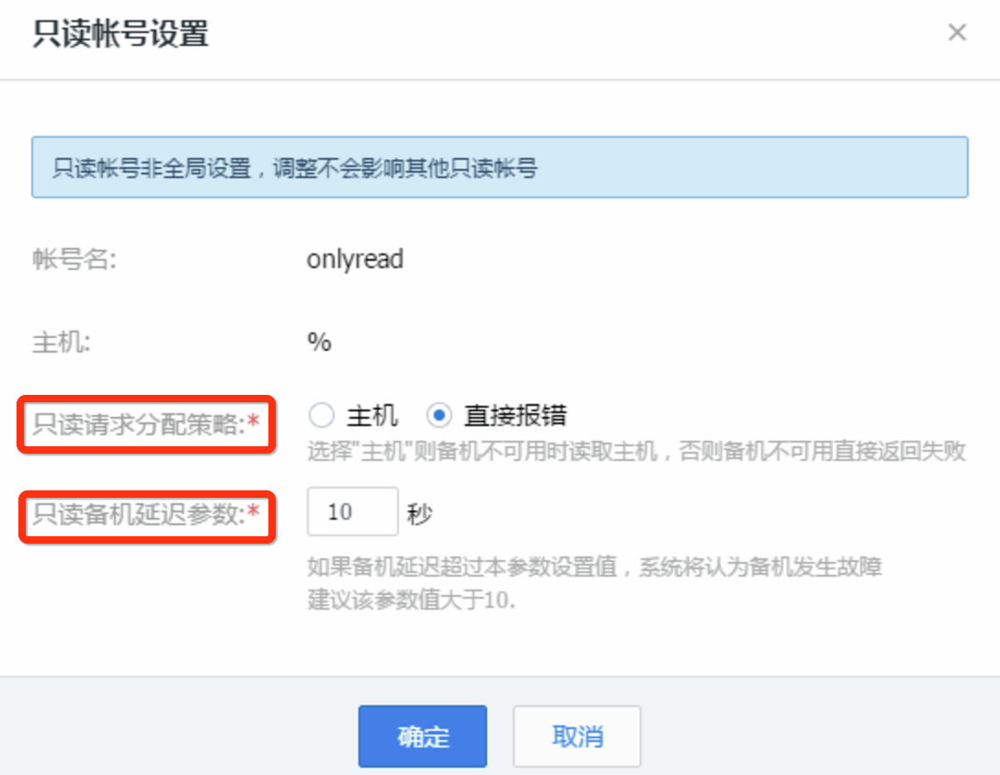 只读帐号设置
只读帐号非全局设置，调整不会影响其他只读帐号
帐号名: onlyread
主机: %
只读请求分配策略:* 主机 直接报错
选择"主机"则备机不可用时读取主机，否则备机不可用直接返回失败
只读备机延迟参数:* 10 秒
如果备机延迟超过本参数设置值，系统将认为备机发生故障
建议该参数值大于10.
确定 取消